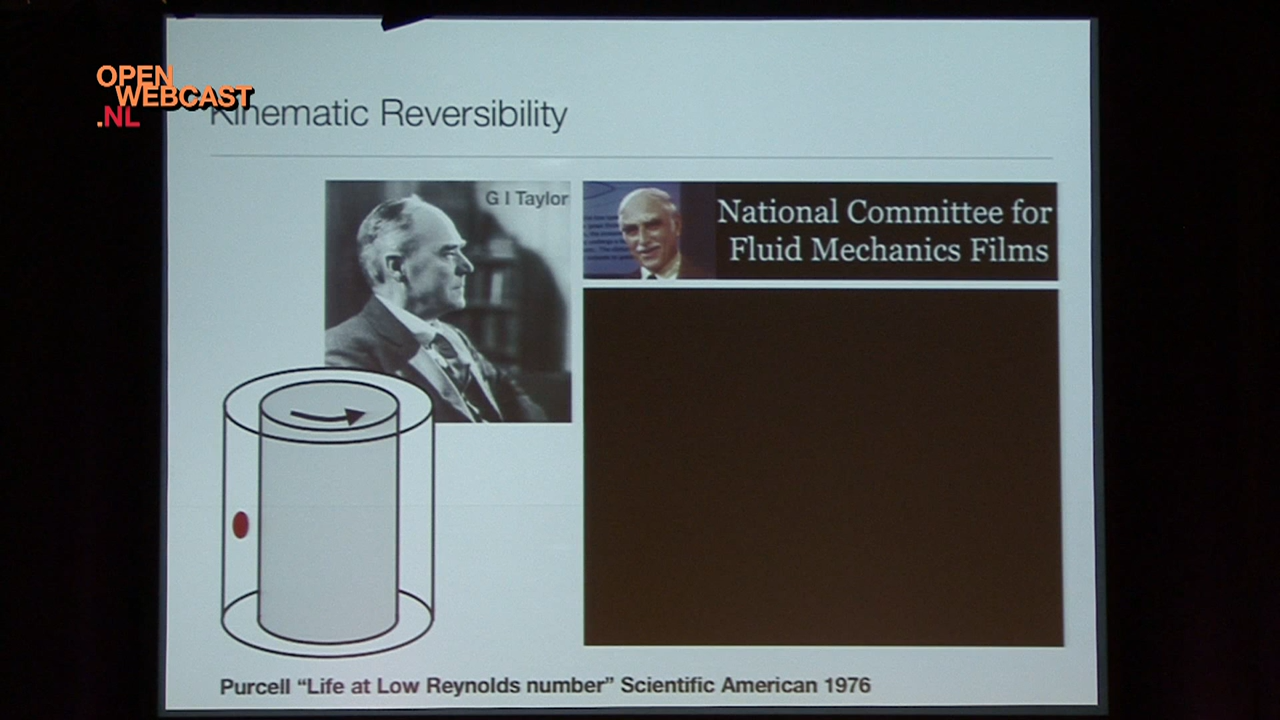 OPEN
WEBCAST
.NL
Kinematic Reversibility
G I Taylor
National Committee for
Fluid Mechanics Films
Purcell “Life at Low Reynolds number” Scientific American 1976